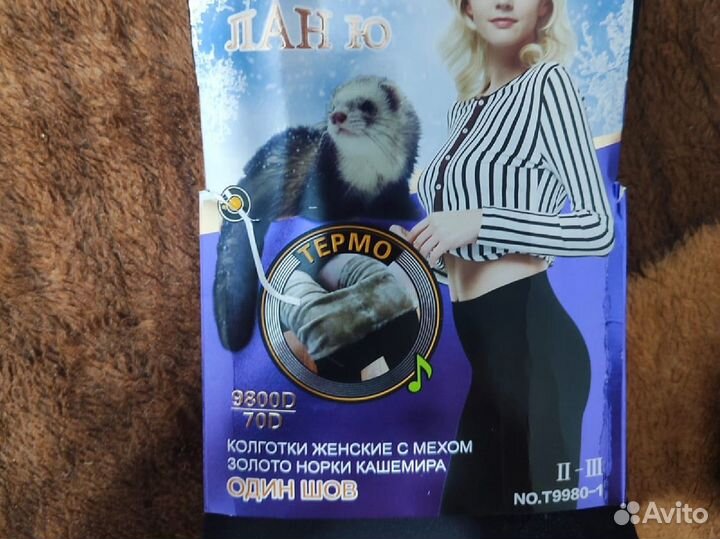 ЛАН Ю
ТЕРМО
9800D
70D
КОЛГОТКИ ЖЕНСКИЕ С МЕХОМ
ЗОЛОТО НОРКИ КАШЕМИРА
ОДИН ШОВ
II-III
NO.T9980-1
Avito